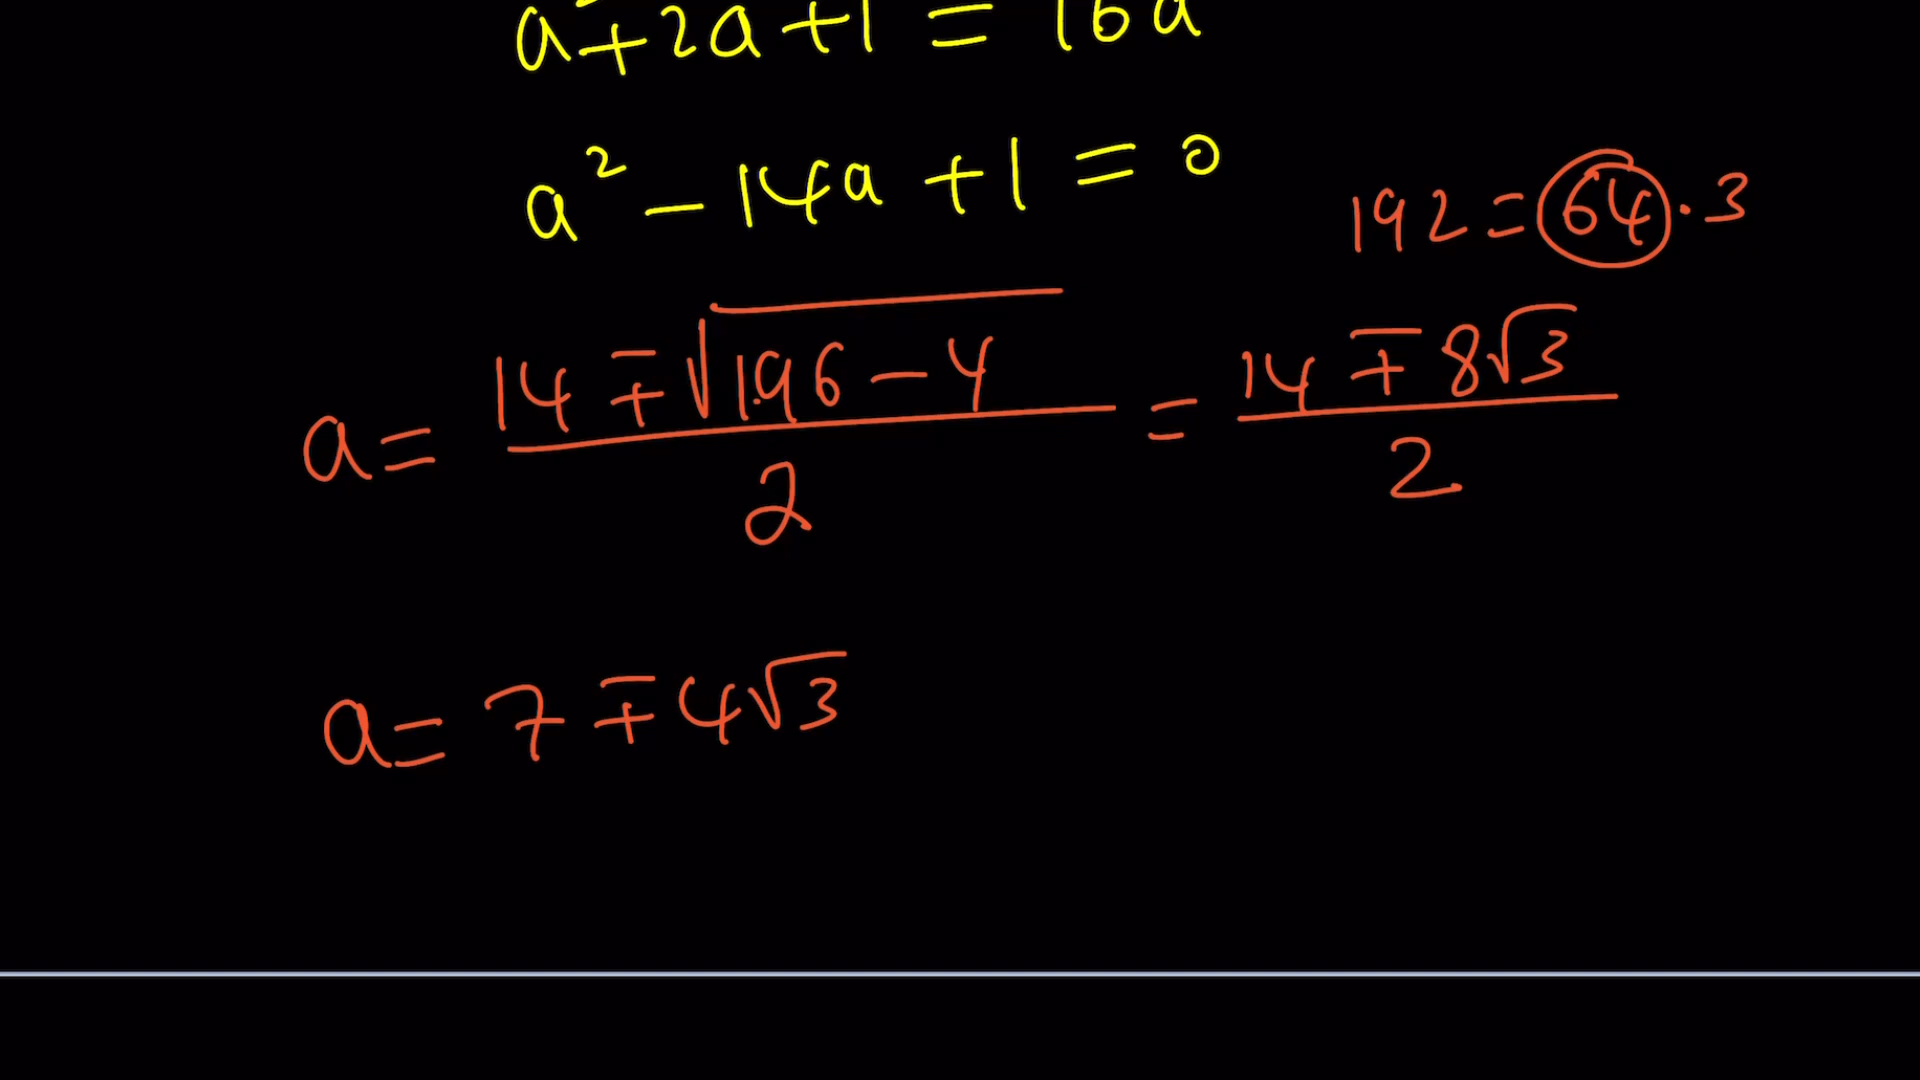 a²+2a+1 = 16a
a² - 14a + 1 = 0
192 = 64 · 3
a = (14 ∓ √(196 - 4))/2 = (14 ∓ 8√3)/2
a = 7 ∓ 4√3